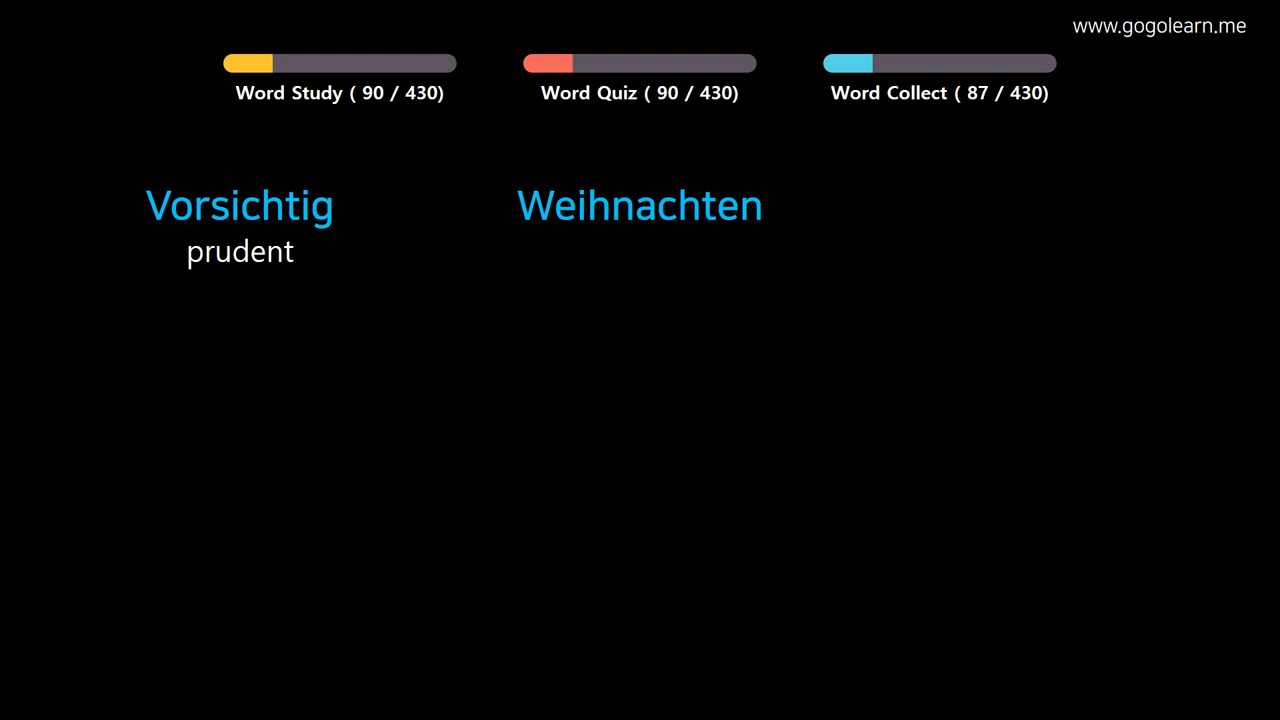 www.gogolearn.me
Word Study ( 90 / 430)
Word Quiz ( 90 / 430)
Word Collect ( 87 / 430)
Vorsichtig
prudent
Weihnachten